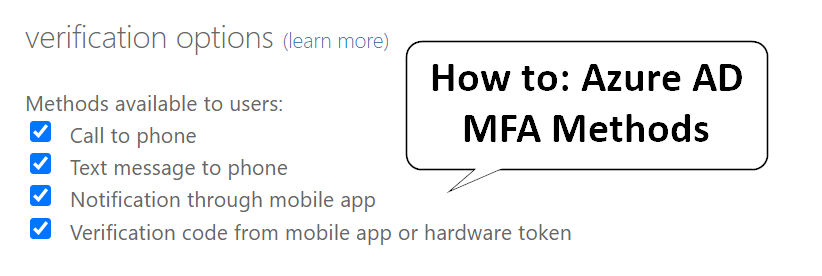 verification options (learn more)
How to: Azure AD
MFA Methods
Methods available to users:
Call to phone
Text message to phone
Notification through mobile app
Verification code from mobile app or hardware token